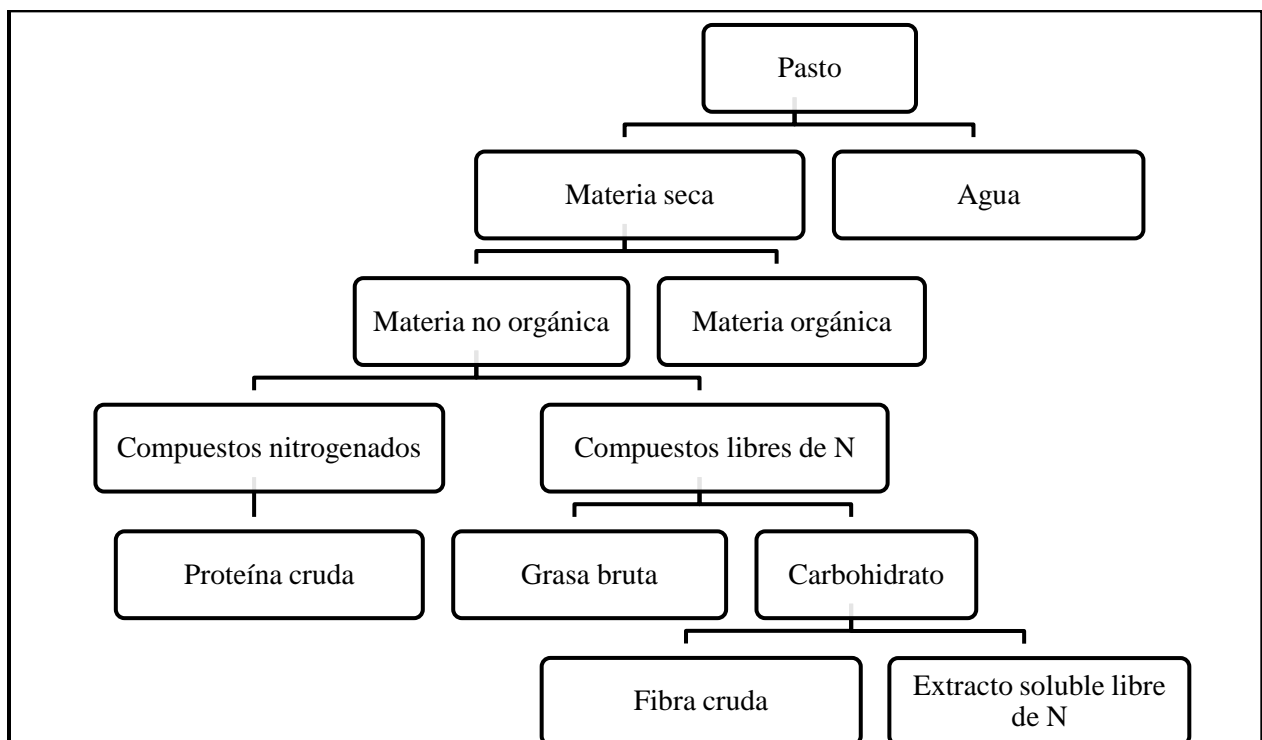 Pasto
Materia seca
Agua
Materia no orgánica
Materia orgánica
Compuestos nitrogenados
Compuestos libres de N
Proteína cruda
Grasa bruta
Carbohidrato
Fibra cruda
Extracto soluble libre
de N